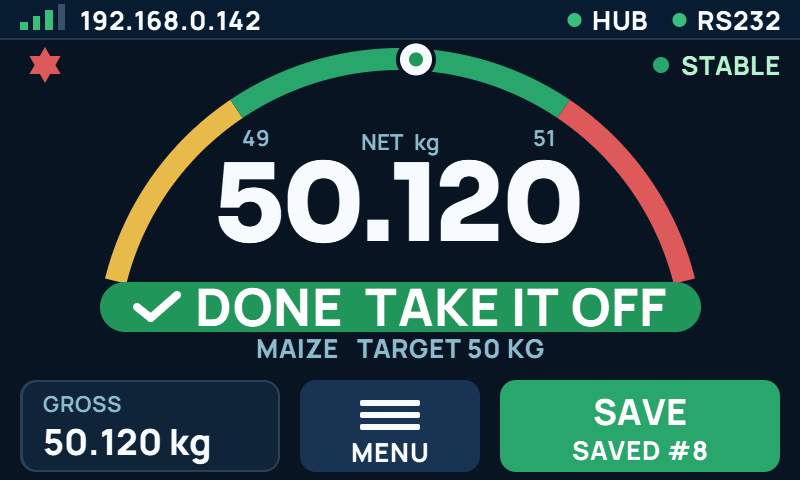 192.168.0.142 HUB RS232
STABLE
49 NET kg 51
50.120
DONE TAKE IT OFF
MAIZE TARGET 50 KG
GROSS
50.120 kg
MENU
SAVE
SAVED #8